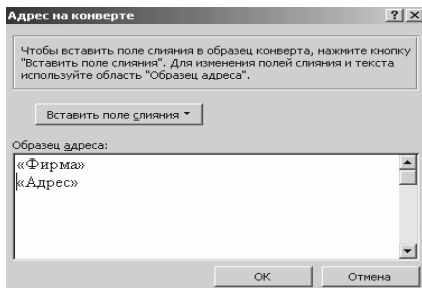 Адрес на конверте
Чтобы вставить поле слияния в образец конверта, нажмите кнопку
"Вставить поле слияния". Для изменения полей слияния и текста
используйте область "Образец адреса".
Вставить поле слияния
Образец адреса:
«Фирма»
«Адрес»
ОК Отмена